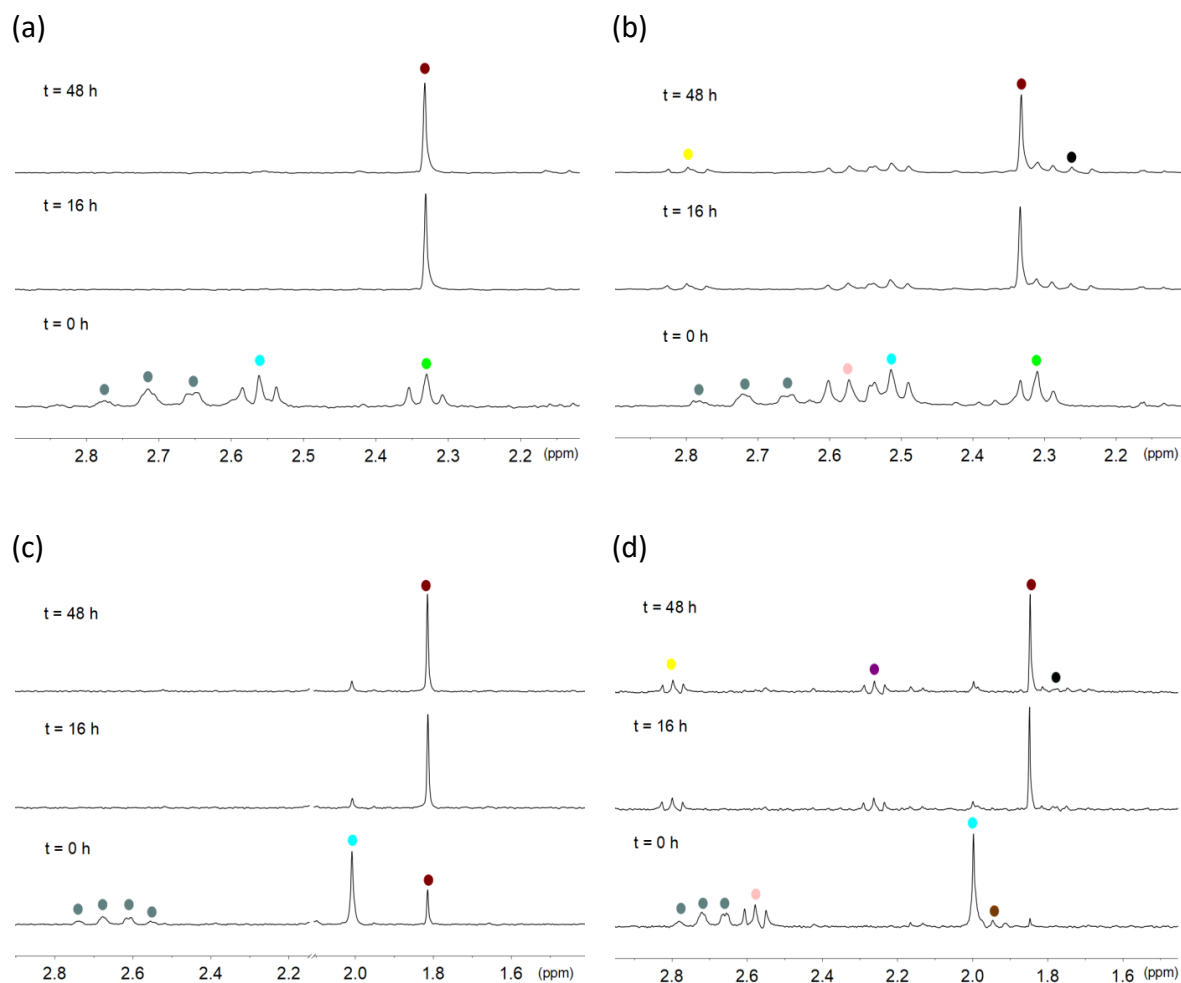 (a)
t = 48 h
t = 16 h
t = 0 h
2.8 2.7 2.6 2.5 2.4 2.3 2.2 (ppm)
(b)
t = 48 h
t = 16 h
t = 0 h
2.8 2.7 2.6 2.5 2.4 2.3 2.2 (ppm)
(c)
t = 48 h
t = 16 h
t = 0 h
2.8 2.6 2.4 2.2 2.0 1.8 1.6 (ppm)
(d)
t = 48 h
t = 16 h
t = 0 h
2.8 2.6 2.4 2.2 2.0 1.8 1.6 (ppm)